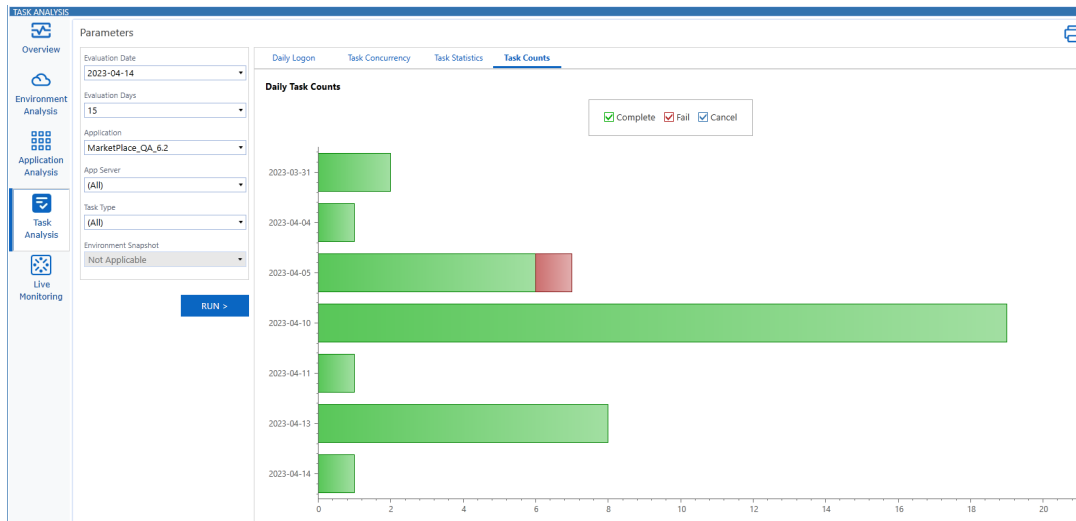 TASK ANALYSIS
Overview
Environment
Analysis
Application
Analysis
Task
Analysis
Live
Monitoring
Parameters
Evaluation Date
2023-04-14
Evaluation Days
15
Application
MarketPlace_QA_6.2
App Server
(All)
Task Type
(All)
Environment Snapshot
Not Applicable
RUN >
Daily Logon
Task Concurrency
Task Statistics
Task Counts
Daily Task Counts
Complete Fail Cancel
2023-03-31
2023-04-04
2023-04-05
2023-04-10
2023-04-11
2023-04-13
2023-04-14
0 2 4 6 8 10 12 14 16 18 20